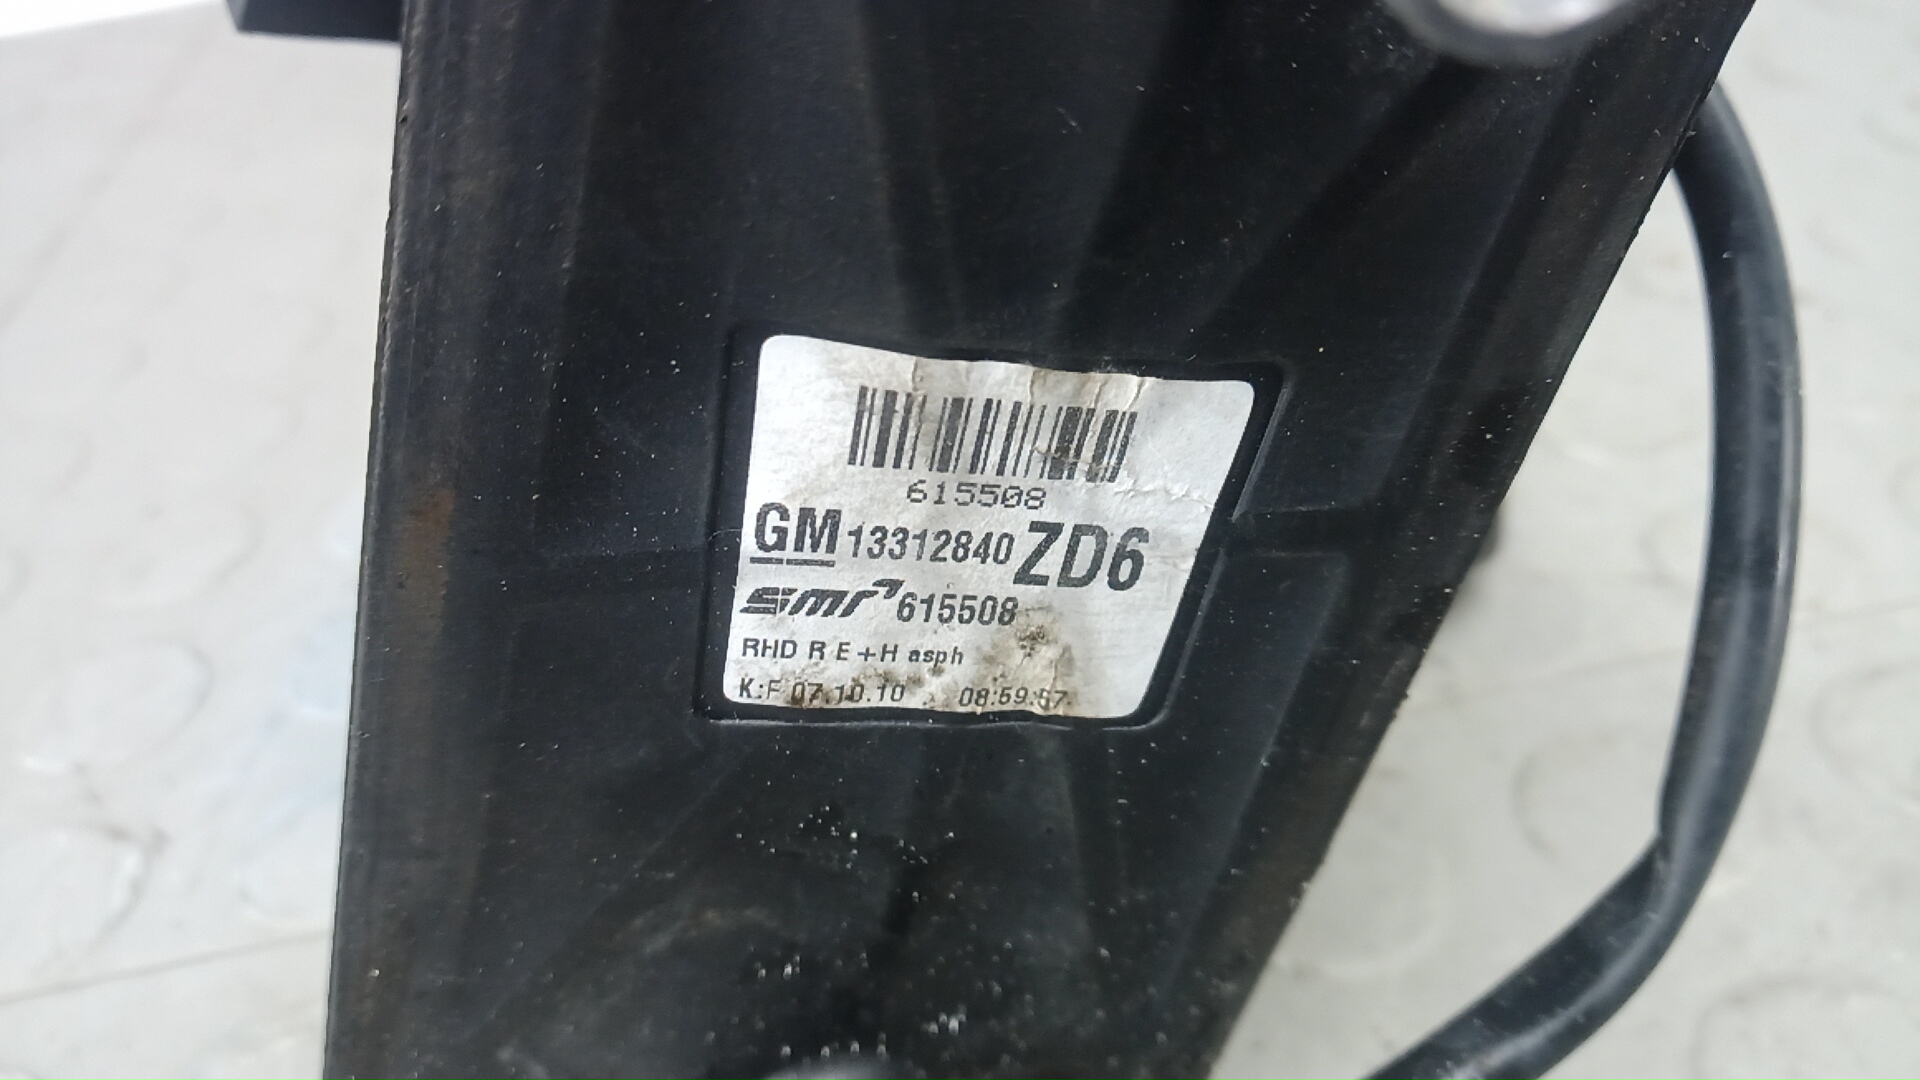 615508
GM 13312840 ZD6
smr 615508
RHD R E+H asph
K:F 07.10.10 08:59:57